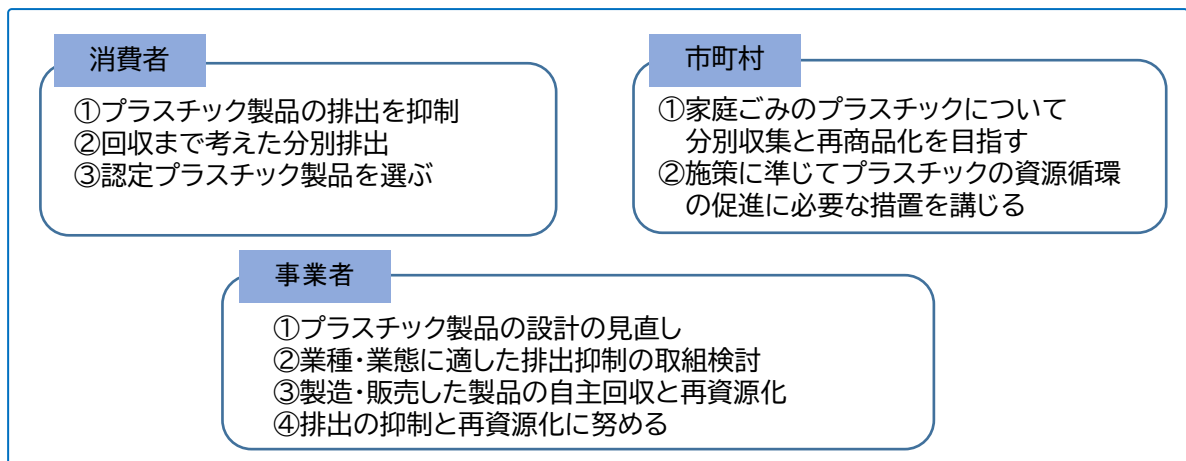 消費者
①プラスチック製品の排出を抑制
②回収まで考えた分別排出
③認定プラスチック製品を選ぶ
市町村
①家庭ごみのプラスチックについて
分別収集と再商品化を目指す
②施策に準じてプラスチックの資源循環
の促進に必要な措置を講じる
事業者
①プラスチック製品の設計の見直し
②業種・業態に適した排出抑制の取組検討
③製造・販売した製品の自主回収と再資源化
④排出の抑制と再資源化に努める